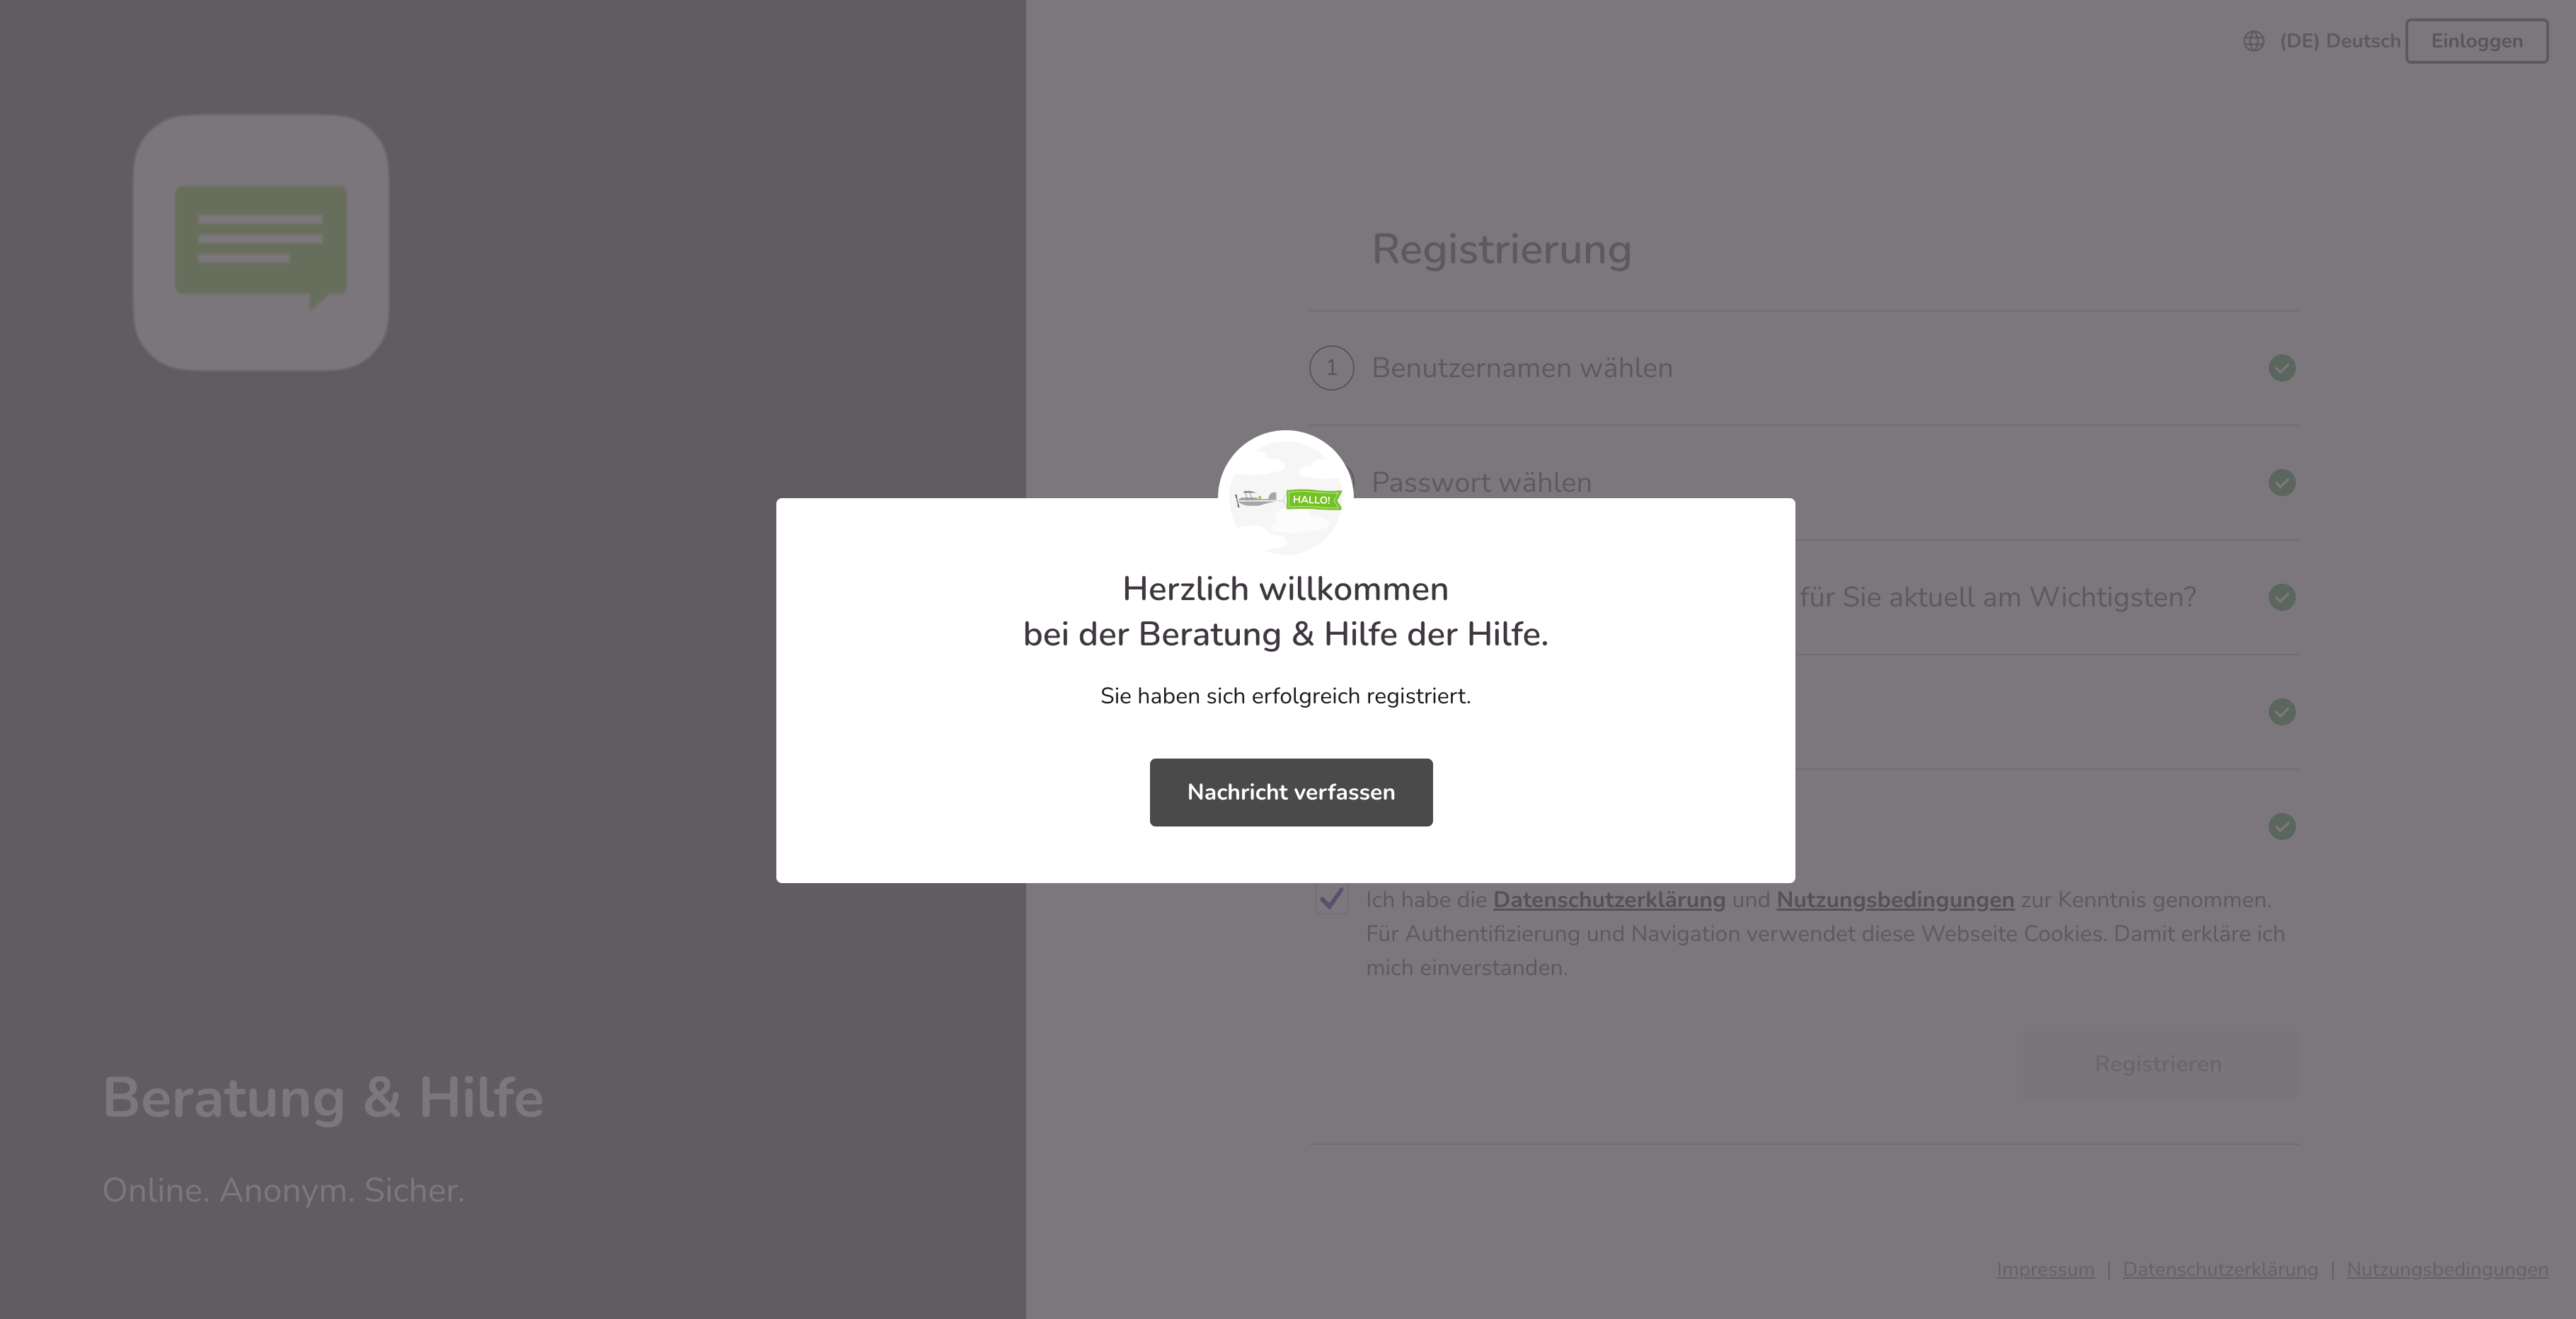 (DE) Deutsch
Einloggen
Registrierung
1 Benutzernamen wählen
Passwort wählen
für Sie aktuell am Wichtigsten?
HALLO!
Herzlich willkommen
bei der Beratung & Hilfe der Hilfe.
Sie haben sich erfolgreich registriert.
Nachricht verfassen
Ich habe die Datenschutzerklärung und Nutzungsbedingungen zur Kenntnis genommen.
Für Authentifizierung und Navigation verwendet diese Webseite Cookies. Damit erkläre ich
mich einverstanden.
Registrieren
Beratung & Hilfe
Online. Anonym. Sicher.
Impressum | Datenschutzerklärung | Nutzungsbedingungen